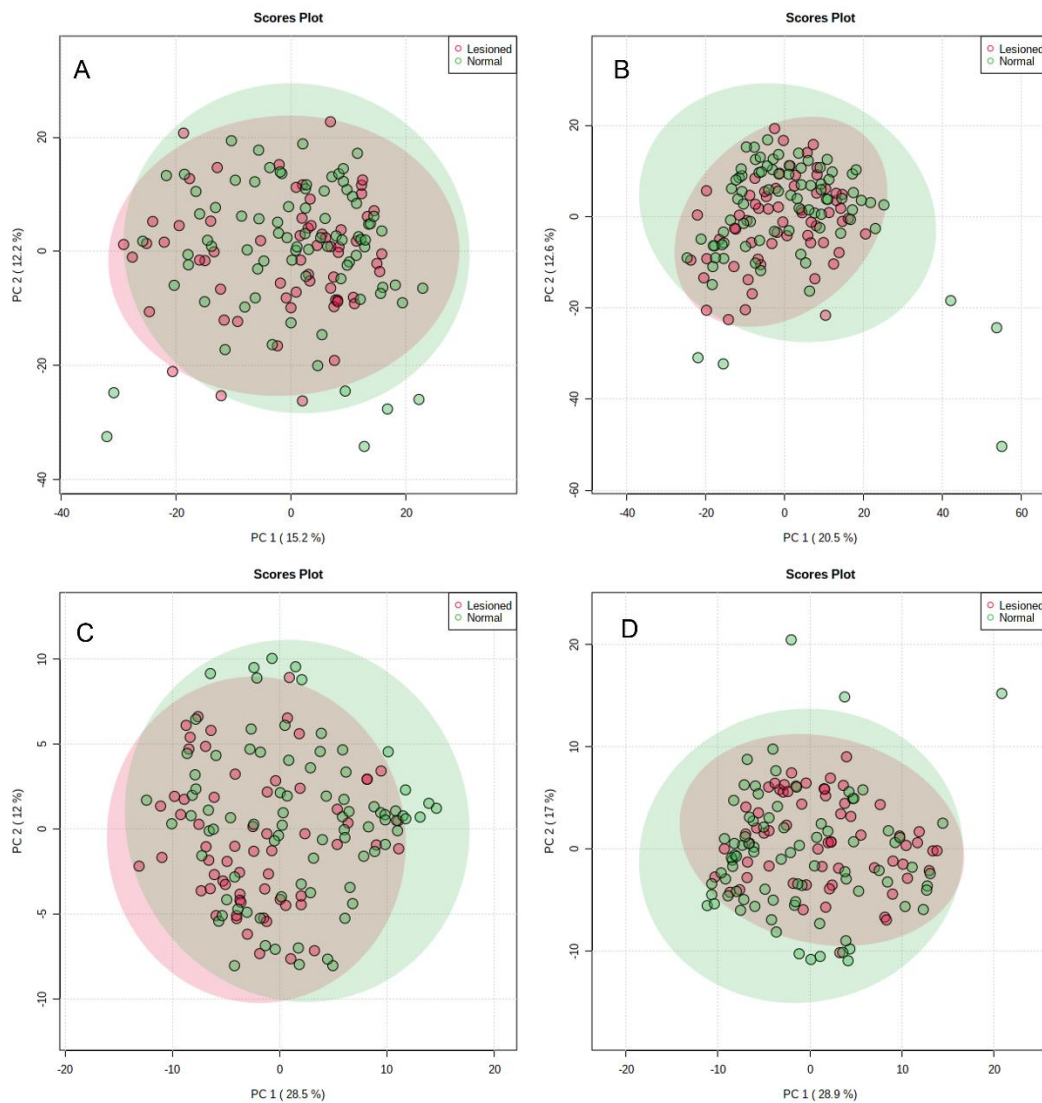 Scores Plot
A
Lesioned
Normal
20
0
-20
-40
PC 2 ( 12.2 %)
-40
-20
0
20
PC 1 ( 15.2 %)
Scores Plot
B
Lesioned
Normal
20
0
-20
-40
-60
PC 2 ( 12.6 %)
-40
-20
0
20
40
60
PC 1 ( 20.5 %)
Scores Plot
C
Lesioned
Normal
10
5
0
-5
-10
PC 2 ( 12 %)
-20
-10
0
10
20
PC 1 ( 28.5 %)
Scores Plot
D
Lesioned
Normal
20
10
0
-10
PC 2 ( 17 %)
-20
-10
0
10
20
PC 1 ( 28.9 %)